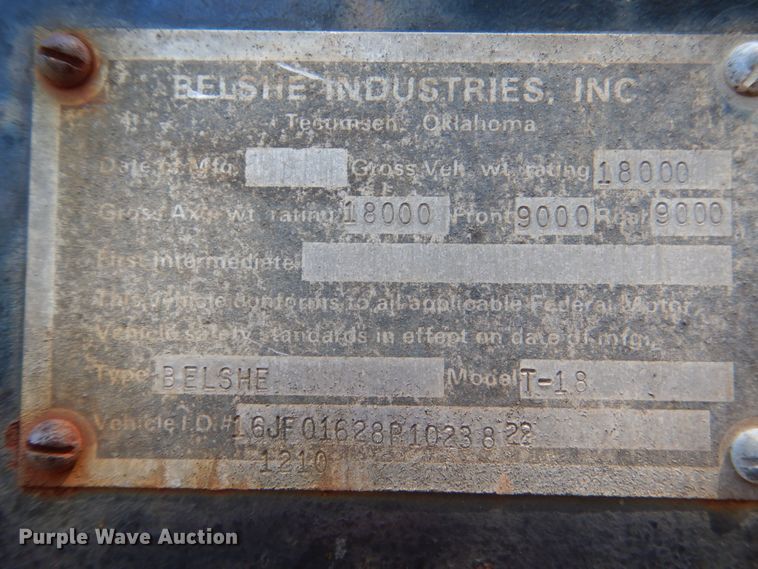 BELSHE INDUSTRIES, INC
Tecumseh, Oklahoma
Date of Mfg. Gross Veh. wt. rating 18000
Gross Axle wt. rating 18000 Front 9000 Rear 9000
First intermediate
This vehicle conforms to all applicable Federal Motor
Vehicle safety standards in effect on date of mfg.
Type BELSHE Model T-18
Vehicle I.D.# 16JF01628R1023822
1210
Purple Wave Auction